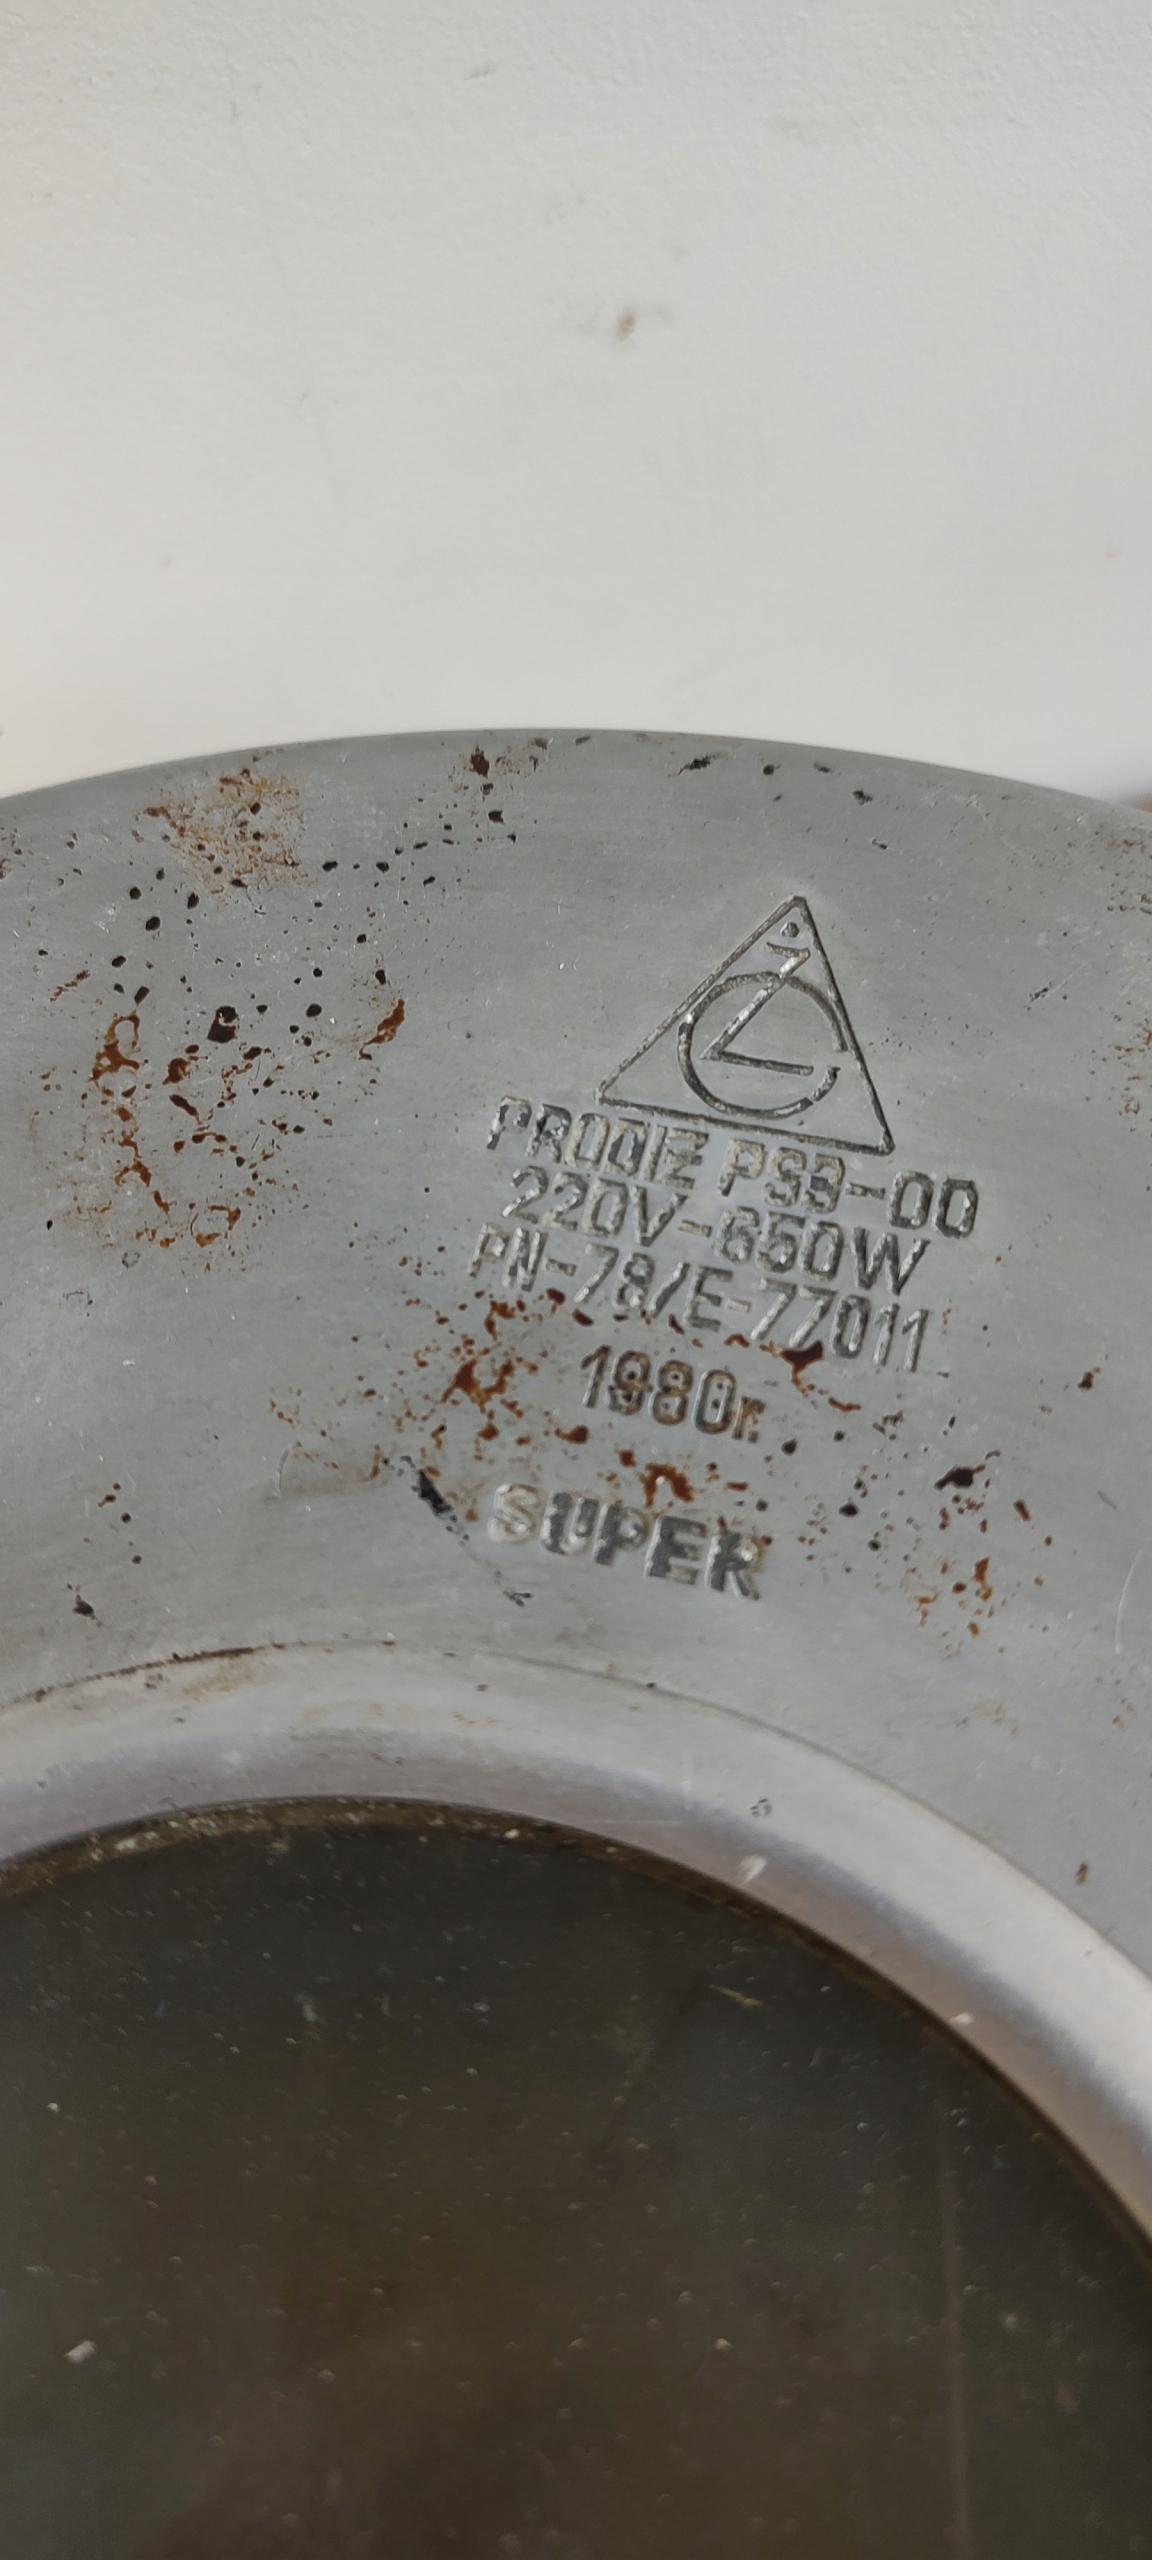 PRODIZ PS3-00
220V-650W
PN-78/E-77011
1980r.
SUPER